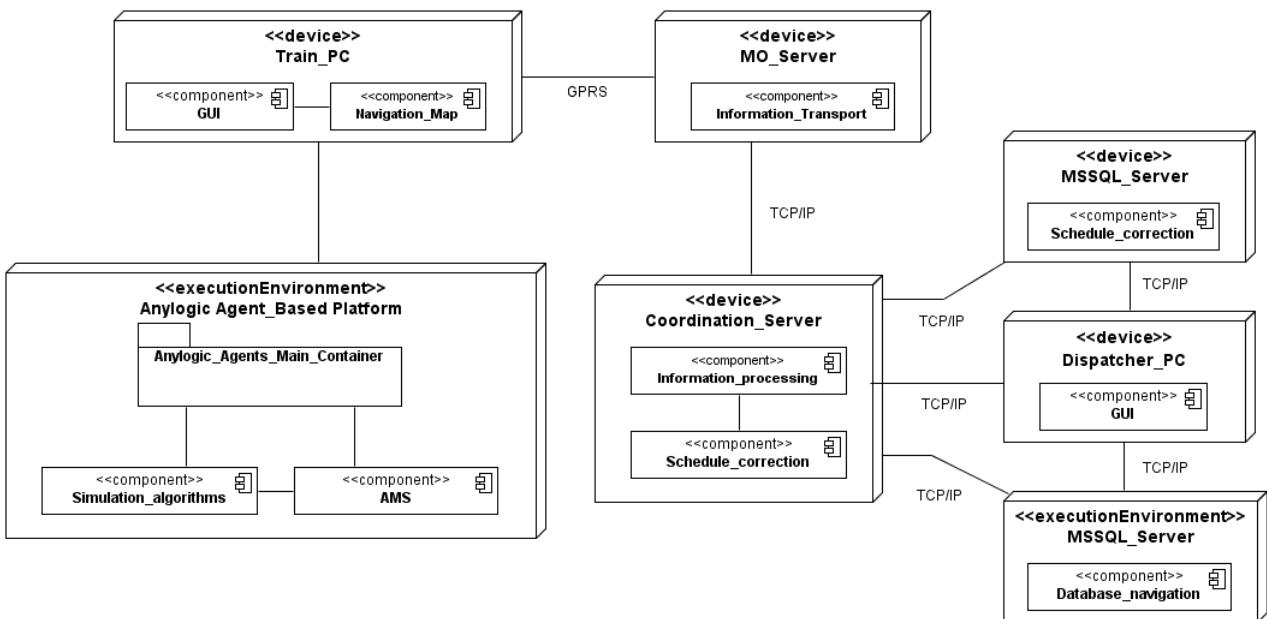 <<device>>
Train_PC
<<component>>
GUI
<<component>>
Navigation_Map
GPRS
<<device>>
MO_Server
<<component>>
Information_Transport
TCP/IP
<<device>>
MSSQL_Server
<<component>>
Schedule_correction
TCP/IP
TCP/IP
<<executionEnvironment>>
Anylogic Agent_Based Platform
Anylogic_Agents_Main_Container
<<component>>
Simulation_algorithms
<<component>>
AMS
<<device>>
Coordination_Server
<<component>>
Information_processing
<<component>>
Schedule_correction
TCP/IP
<<device>>
Dispatcher_PC
<<component>>
GUI
TCP/IP
TCP/IP
<<executionEnvironment>>
MSSQL_Server
<<component>>
Database_navigation